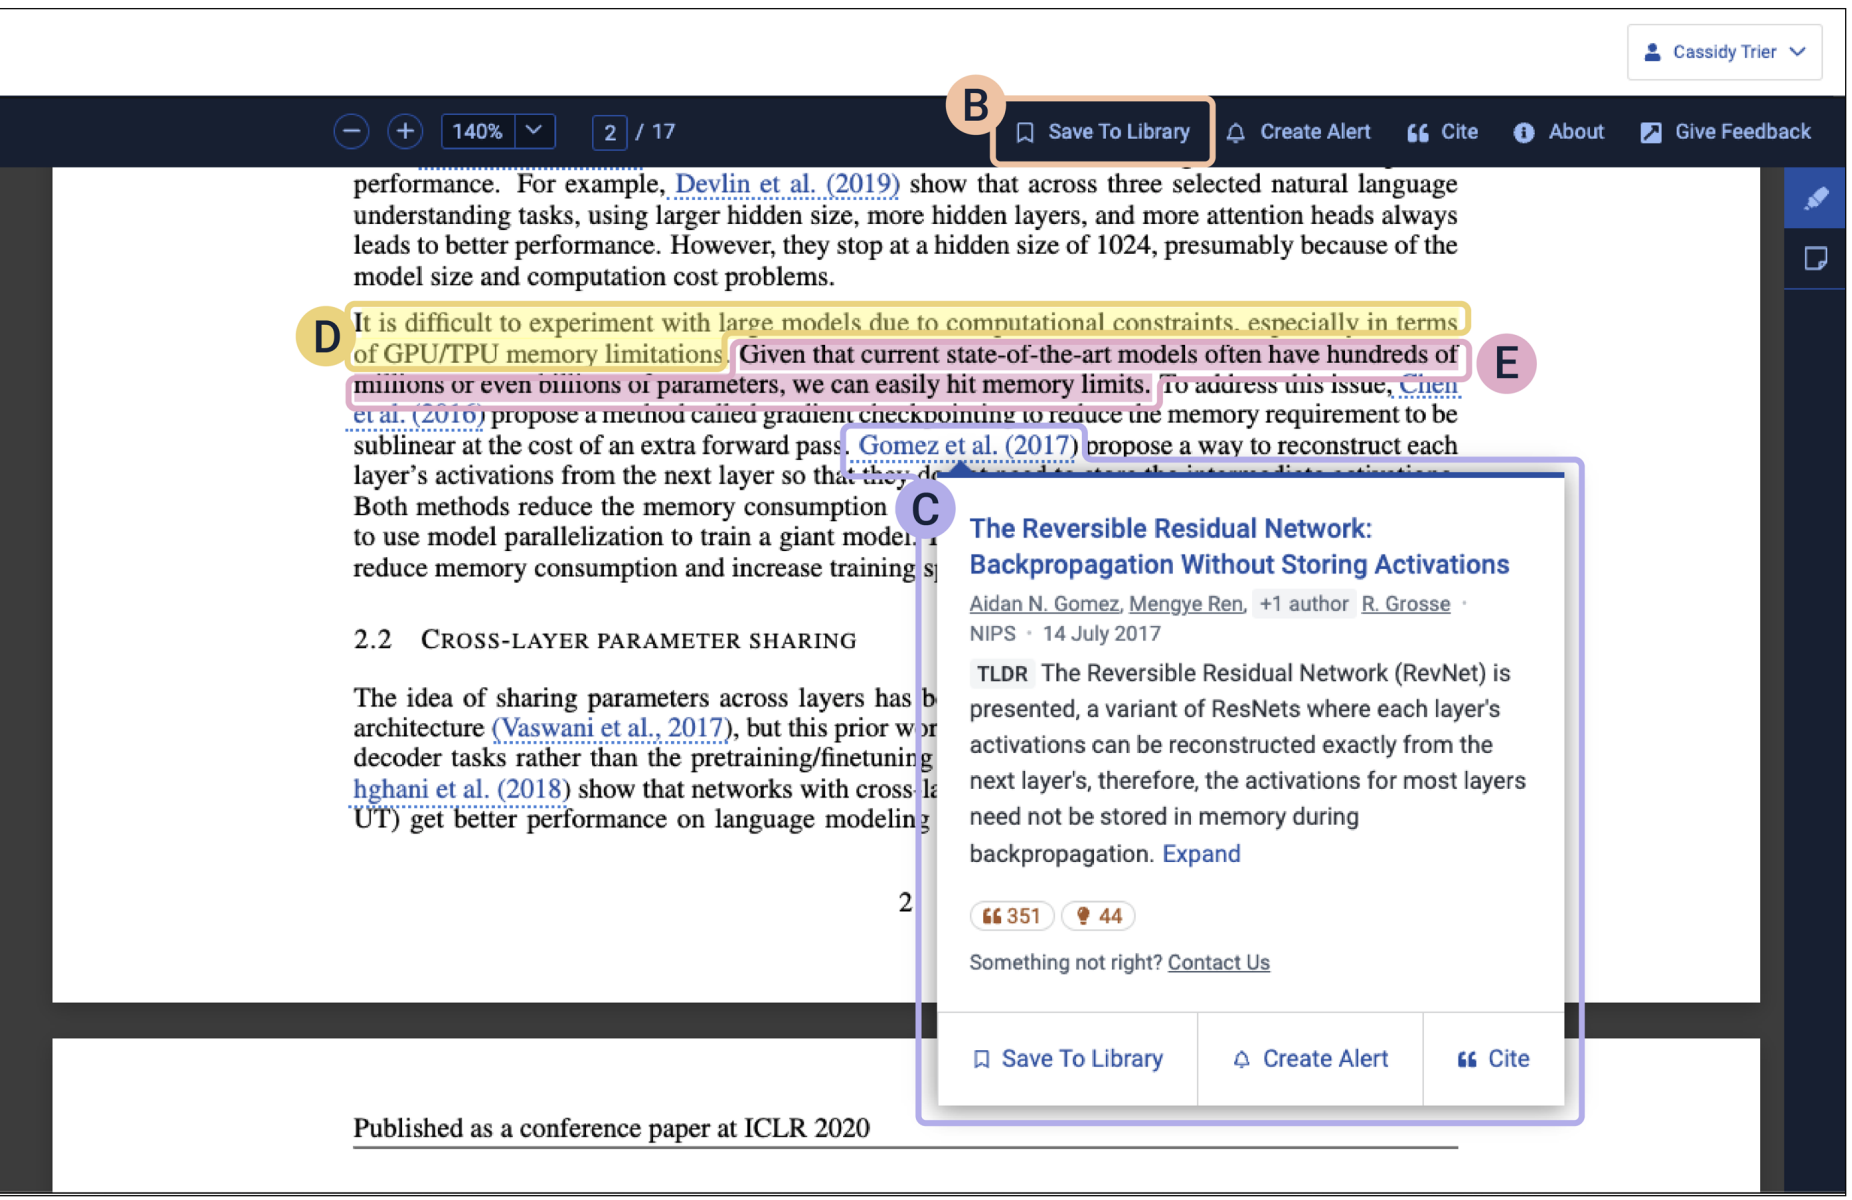 Cassidy Trier
B
140%
2 / 17
Save To Library
Create Alert
Cite
About
Give Feedback
performance. For example, Devlin et al. (2019) show that across three selected natural language
understanding tasks, using larger hidden size, more hidden layers, and more attention heads always
leads to better performance. However, they stop at a hidden size of 1024, presumably because of the
model size and computation cost problems.
D
It is difficult to experiment with large models due to computational constraints, especially in terms
of GPU/TPU memory limitations. Given that current state-of-the-art models often have hundreds of
E
millions or even billions of parameters, we can easily hit memory limits. To address this issue, Chen
et al. (2016) propose a method called gradient checkpointing to reduce the memory requirement to be
sublinear at the cost of an extra forward pass. Gomez et al. (2017) propose a way to reconstruct each
layer's activations from the next layer so that they do not need to store the intermediate activations.
Both methods reduce the memory consumption
to use model parallelization to train a giant model.
reduce memory consumption and increase training
2.2 CROSS-LAYER PARAMETER SHARING
The idea of sharing parameters across layers has
architecture (Vaswani et al., 2017), but this prior
decoder tasks rather than the pretraining/finetuning
hghani et al. (2018) show that networks with
UT) get better performance on language modeling
2
C
The Reversible Residual Network:
Backpropagation Without Storing Activations
Aidan N. Gomez, Mengye Ren, +1 author R. Grosse ·
NIPS · 14 July 2017
TLDR The Reversible Residual Network (RevNet) is
presented, a variant of ResNets where each layer's
activations can be reconstructed exactly from the
next layer's, therefore, the activations for most layers
need not be stored in memory during
backpropagation. Expand
351
44
Something not right? Contact Us
Save To Library
Create Alert
Cite
Published as a conference paper at ICLR 2020